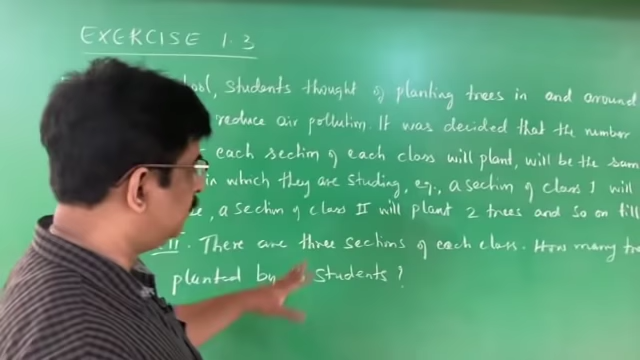 EXERCISE 1.3
students thought of planting trees in and around
reduce air pollution. It was decided that the number
each section of each class will plant, will be the sam
in which they are studing, eg., a section of class I will
, a section of class II will plant 2 trees and so on till
II. There are three sections of each class. How many tre
planted by students?